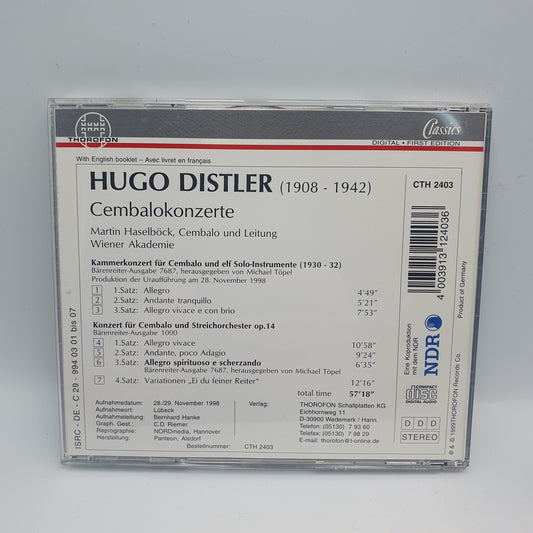 THOROFON
Classics
DIGITAL • FIRST EDITION
With English booklet – Avec livret en français
HUGO DISTLER (1908 - 1942)
CTH 2403
Cembalokonzerte
Martin Haselböck, Cembalo und Leitung
Wiener Akademie
Kammerkonzert für Cembalo und elf Solo-Instrumente (1930 - 32)
Bärenreiter-Ausgabe 7687, herausgegeben von Michael Töpel
Produktion der Uraufführung am 28. November 1998
1 1.Satz: Allegro 4'49"
2 2.Satz: Andante tranquillo 5'21"
3 3.Satz: Allegro vivace e con brio 7'53"
Konzert für Cembalo und Streichorchester op.14
Bärenreiter-Ausgabe 1000
4 1.Satz: Allegro vivace 10'58"
5 2.Satz: Andante, poco Adagio 9'24"
6 3.Satz: Allegro spirituoso e scherzando 6'35"
Bärenreiter-Ausgabe 7687, herausgegeben von Michael Töpel
7 4.Satz: Variationen „Ei du feiner Reiter" 12'16"
total time 57'18"
Aufnahmedatum: 28./29. November 1998
Aufnahmeort: Lübeck
Aufnahmeleitung: Bernhard Hanke
Graph. Gest.: C.D. Riemer
Reprographie: NORDmedia, Hannover
Herstellung: Panteon, Alsdorf
Verlag: THOROFON Schallplatten KG
Eichhornweg 11
D-30900 Wedemark / Hann.
Telefon: (05130) 7 93 60
Telefax: (05130) 7 98 29
E-mail: thorofon@t-online.de
Bestellnummer: CTH 2403
4 003913 124036
Product of Germany
Eine Koproduktion
mit dem NDR
NDR
COMPACT
disc
DIGITAL AUDIO
D D D
STEREO
℗ & © 1999 THOROFON Records Co.
ISRC - DE - C 29 - 994 03 01 bis 07